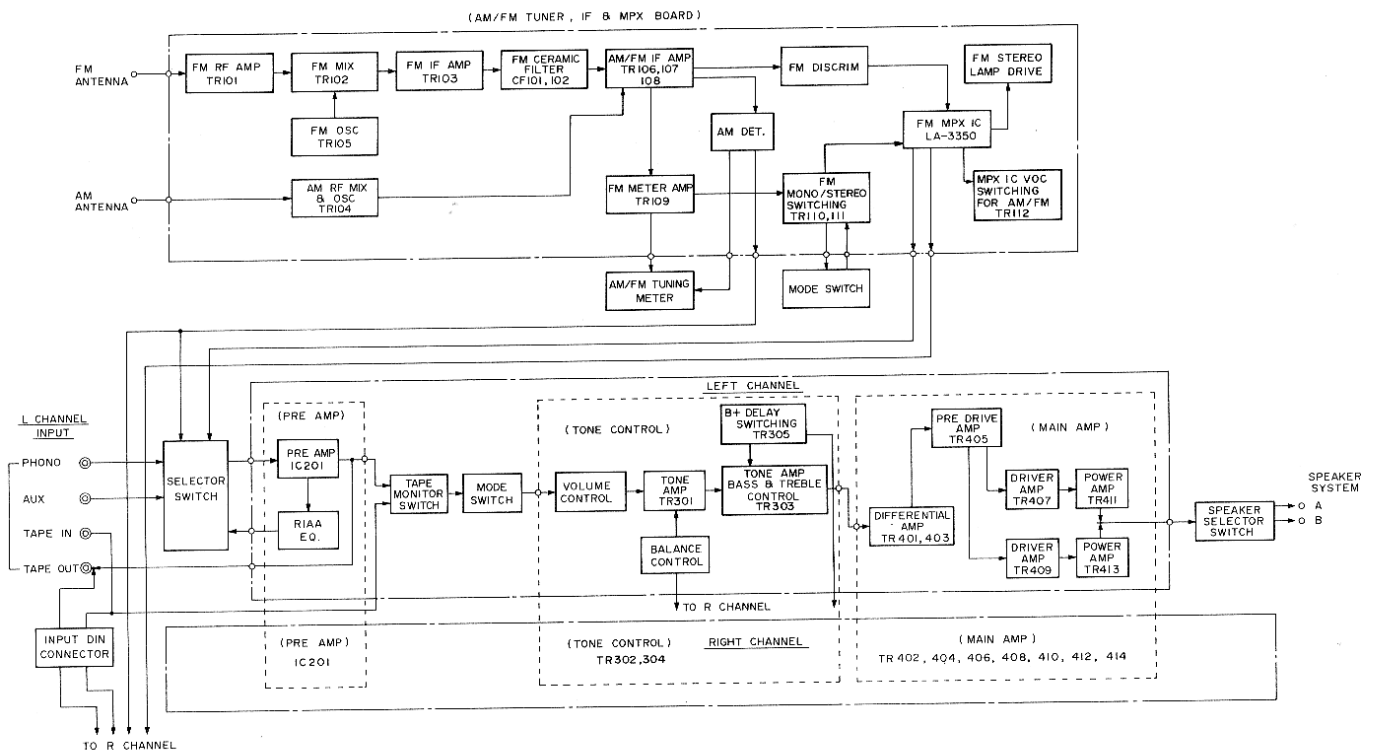 (AM/FM TUNER, IF & MPX BOARD)
FM
ANTENNA
FM RF AMP
TR101
FM MIX
TR102
FM IF AMP
TR103
FM CERAMIC
FILTER
CF101, 102
AM/FM IF AMP
TR106,107
108
FM DISCRIM
FM STEREO
LAMP DRIVE
FM OSC
TR105
AM DET.
FM MPX IC
LA-3350
AM
ANTENNA
AM RF MIX
& OSC
TR104
FM METER AMP
TR109
FM
MONO/STEREO
SWITCHING
TR110,111
MPX IC VOC
SWITCHING
FOR AM/FM
TR112
AM/FM TUNING
METER
MODE SWITCH
LEFT CHANNEL
L CHANNEL
INPUT
PHONO
AUX
TAPE IN
TAPE OUT
INPUT DIN
CONNECTOR
TO R CHANNEL
SELECTOR
SWITCH
(PRE AMP)
PRE AMP
IC201
RIAA
EQ.
TAPE
MONITOR
SWITCH
MODE
SWITCH
(TONE CONTROL)
VOLUME
CONTROL
TONE
AMP
TR301
B+ DELAY
SWITCHING
TR305
TONE AMP
BASS & TREBLE
CONTROL
TR303
BALANCE
CONTROL
TO R CHANNEL
(MAIN AMP)
PRE DRIVE
AMP
TR405
DIFFERENTIAL
AMP
TR401,403
DRIVER
AMP
TR407
POWER
AMP
TR411
DRIVER
AMP
TR409
POWER
AMP
TR413
SPEAKER
SELECTOR
SWITCH
SPEAKER
SYSTEM
A
B
(PRE AMP)
IC201
(TONE CONTROL)
TR302,304
RIGHT CHANNEL
(MAIN AMP)
TR402, 404, 406, 408, 410, 412, 414